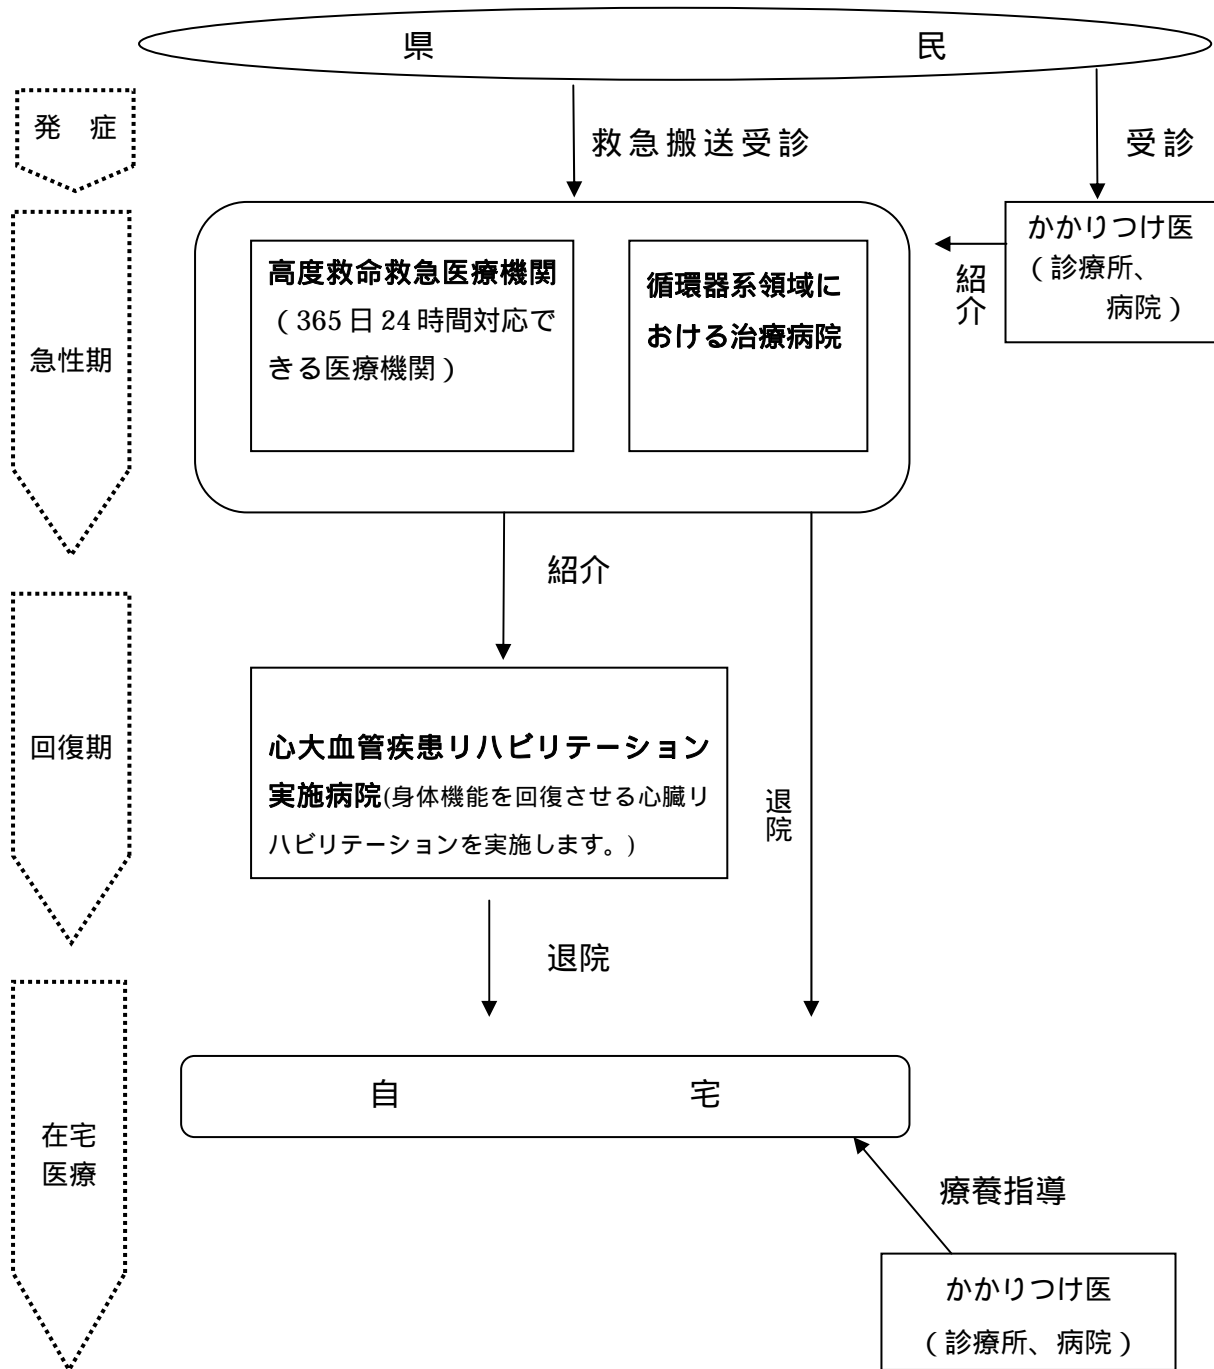 県　民
発　症
救急搬送受診
受診
急性期
高度救命救急医療機関
（365日24時間対応で
きる医療機関）
循環器系領域に
おける治療病院
紹介
かかりつけ医
（診療所、
病院）
紹介
回復期
心大血管疾患リハビリテーション
実施病院(身体機能を回復させる心臓リ
ハビリテーションを実施します。)
退院
退院
在宅
医療
自　宅
療養指導
かかりつけ医
（診療所、病院）